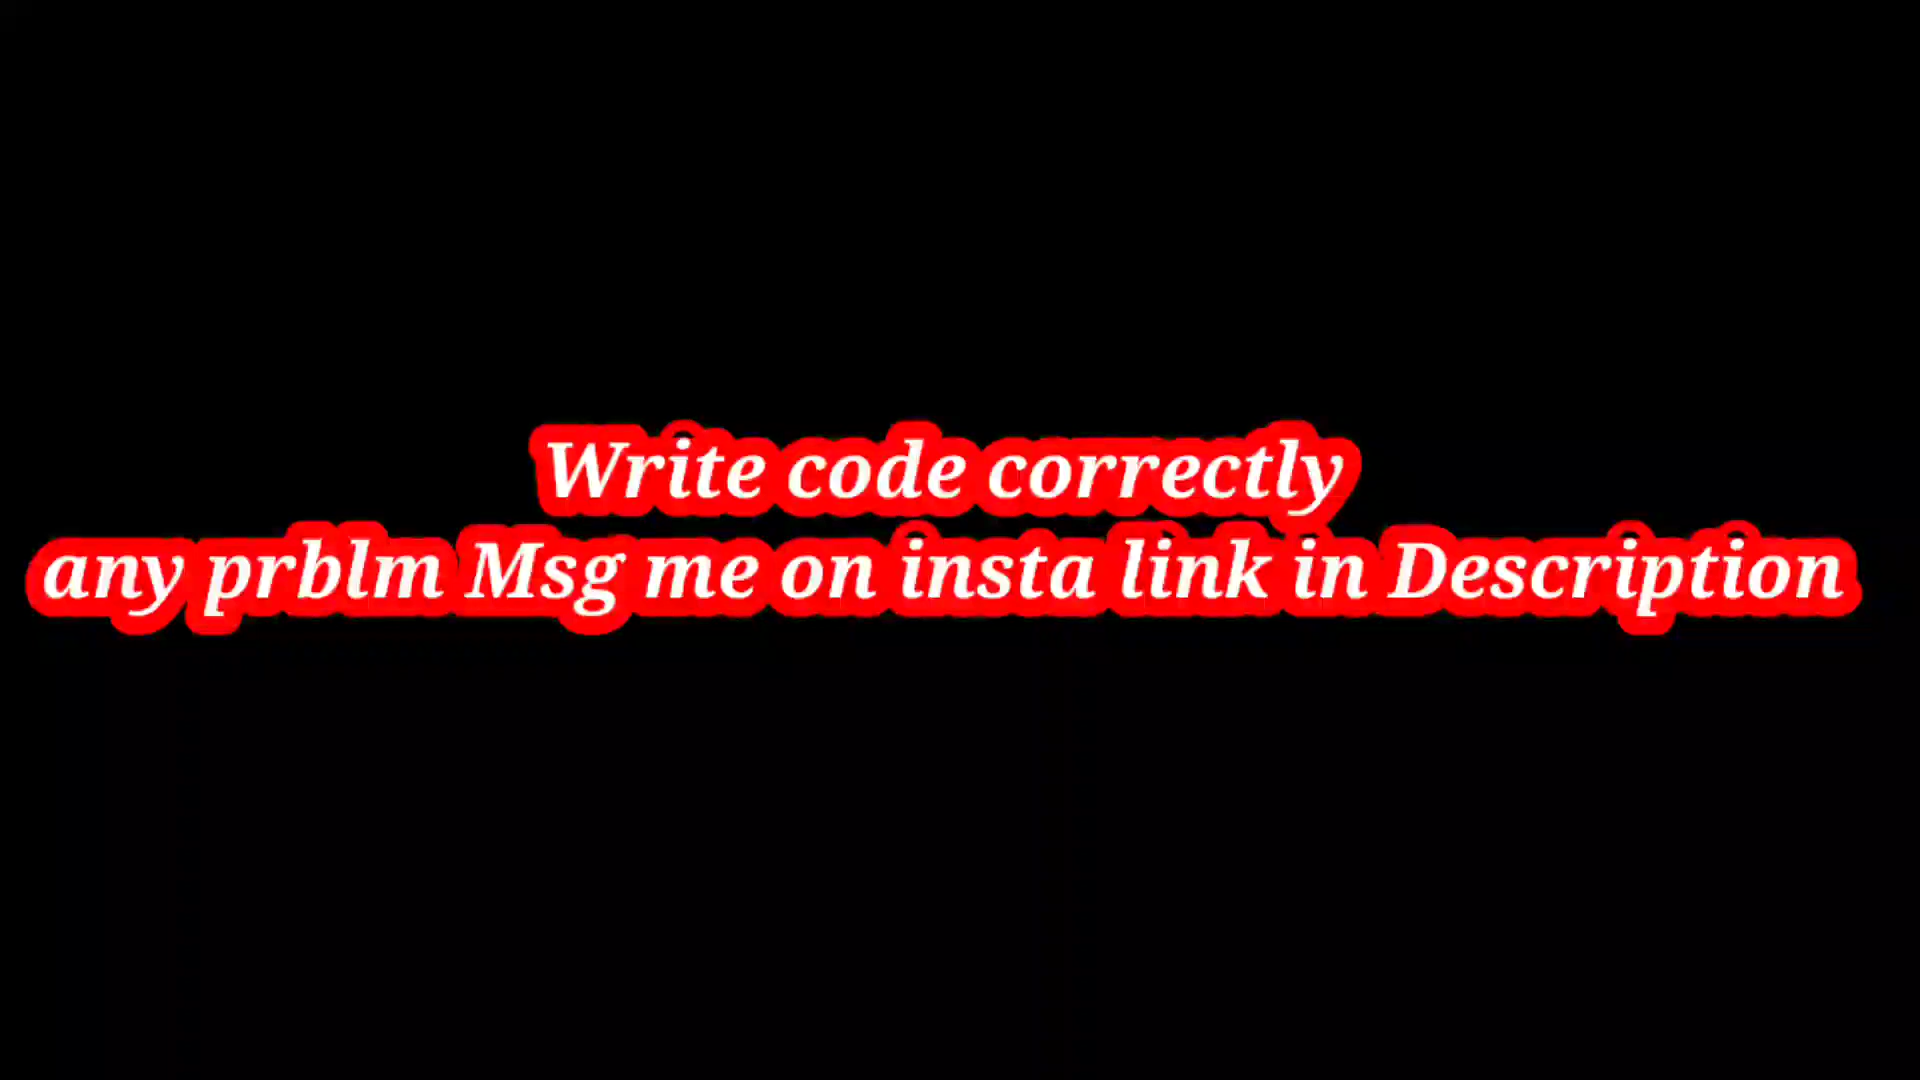 Write code correctly
any prblm Msg me on insta link in Description